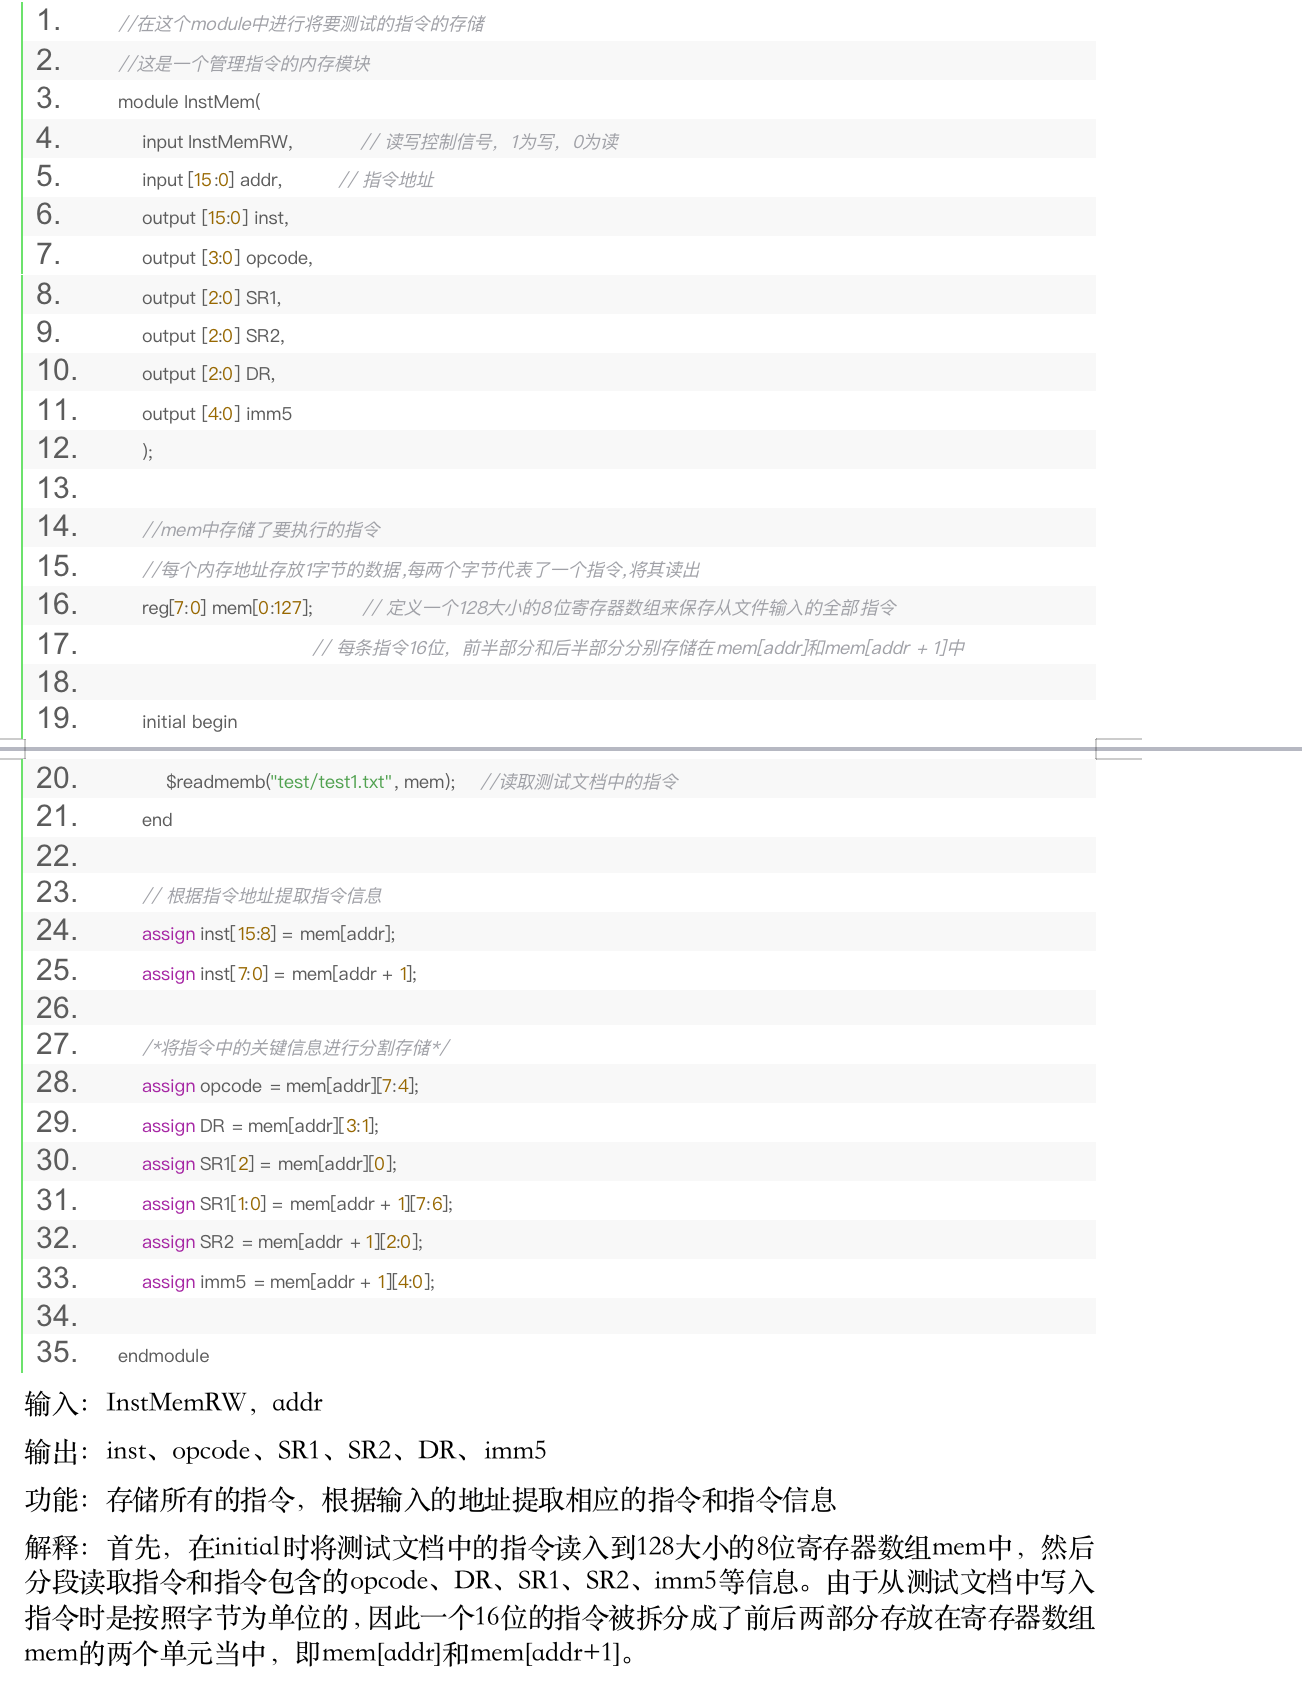 1. //在这个module中进行将要测试的指令的存储
2. //这是一个管理指令的内存模块
3. module InstMem(
4. input InstMemRW, // 读写控制信号，1为写，0为读
5. input [15:0] addr, // 指令地址
6. output [15:0] inst,
7. output [3:0] opcode,
8. output [2:0] SR1,
9. output [2:0] SR2,
10. output [2:0] DR,
11. output [4:0] imm5
12. );
13.
14. //mem中存储了要执行的指令
15. //每个内存地址存放1字节的数据,每两个字节代表了一个指令,将其读出
16. reg[7:0] mem[0:127]; // 定义一个128大小的8位寄存器数组来保存从文件输入的全部指令
17. // 每条指令16位，前半部分和后半部分分别存储在mem[addr]和mem[addr + 1]中
18.
19. initial begin
20. $readmemb("test/test1.txt", mem); //读取测试文档中的指令
21. end
22.
23. // 根据指令地址提取指令信息
24. assign inst[15:8] = mem[addr];
25. assign inst[7:0] = mem[addr + 1];
26.
27. /*将指令中的关键信息进行分割存储*/
28. assign opcode = mem[addr][7:4];
29. assign DR = mem[addr][3:1];
30. assign SR1[2] = mem[addr][0];
31. assign SR1[1:0] = mem[addr + 1][7:6];
32. assign SR2 = mem[addr + 1][2:0];
33. assign imm5 = mem[addr + 1][4:0];
34.
35. endmodule
输入：InstMemRW，addr
输出：inst、opcode、SR1、SR2、DR、imm5
功能：存储所有的指令，根据输入的地址提取相应的指令和指令信息
解释：首先，在initial时将测试文档中的指令读入到128大小的8位寄存器数组mem中，然后
分段读取指令和指令包含的opcode、DR、SR1、SR2、imm5等信息。由于从测试文档中写入
指令时是按照字节为单位的，因此一个16位的指令被拆分成了前后两部分存放在寄存器数组
mem的两个单元当中，即mem[addr]和mem[addr+1]。